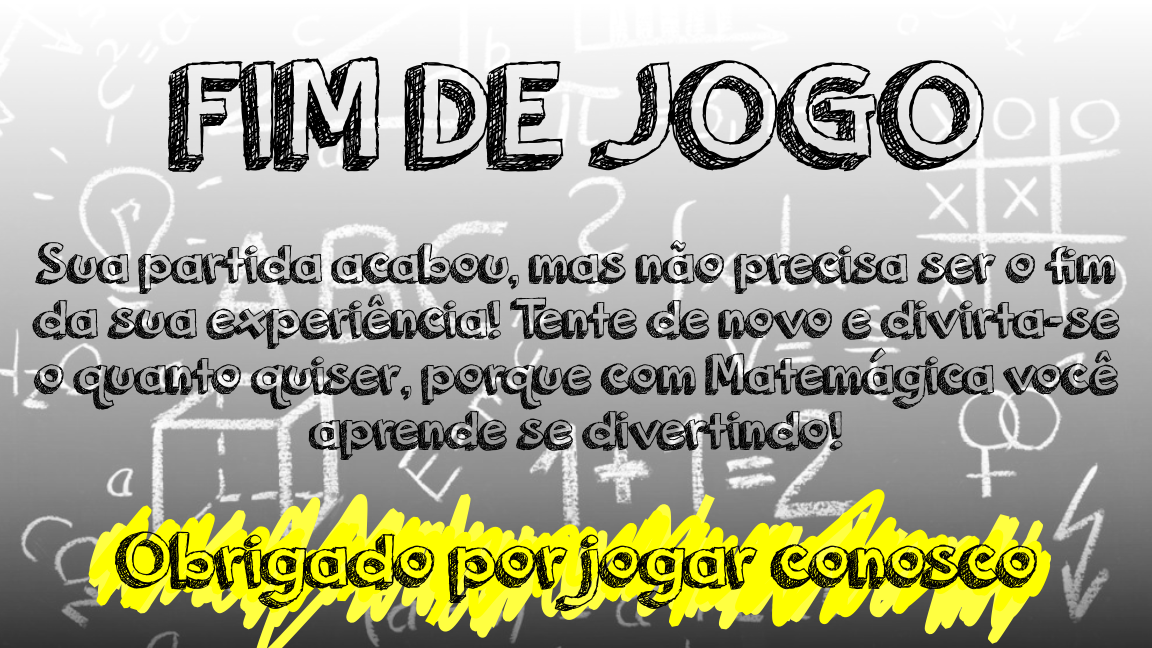 FIM DE JOGO
Sua partida acabou, mas não precisa ser o fim
da sua experiência! Tente de novo e divirta-se
o quanto quiser, porque com Matemágica você
aprende se divertindo!
Obrigado por jogar conosco